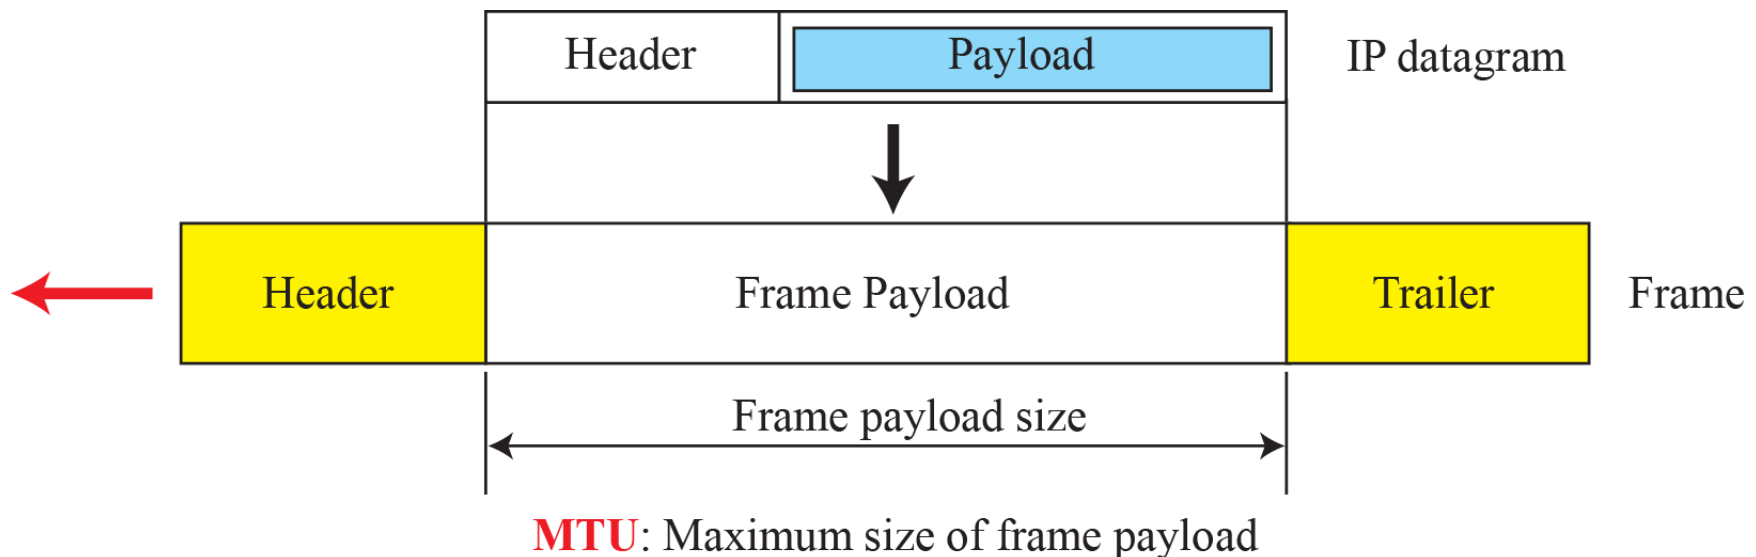 Header Payload IP datagram
Header Frame Payload Trailer Frame
Frame payload size
MTU: Maximum size of frame payload